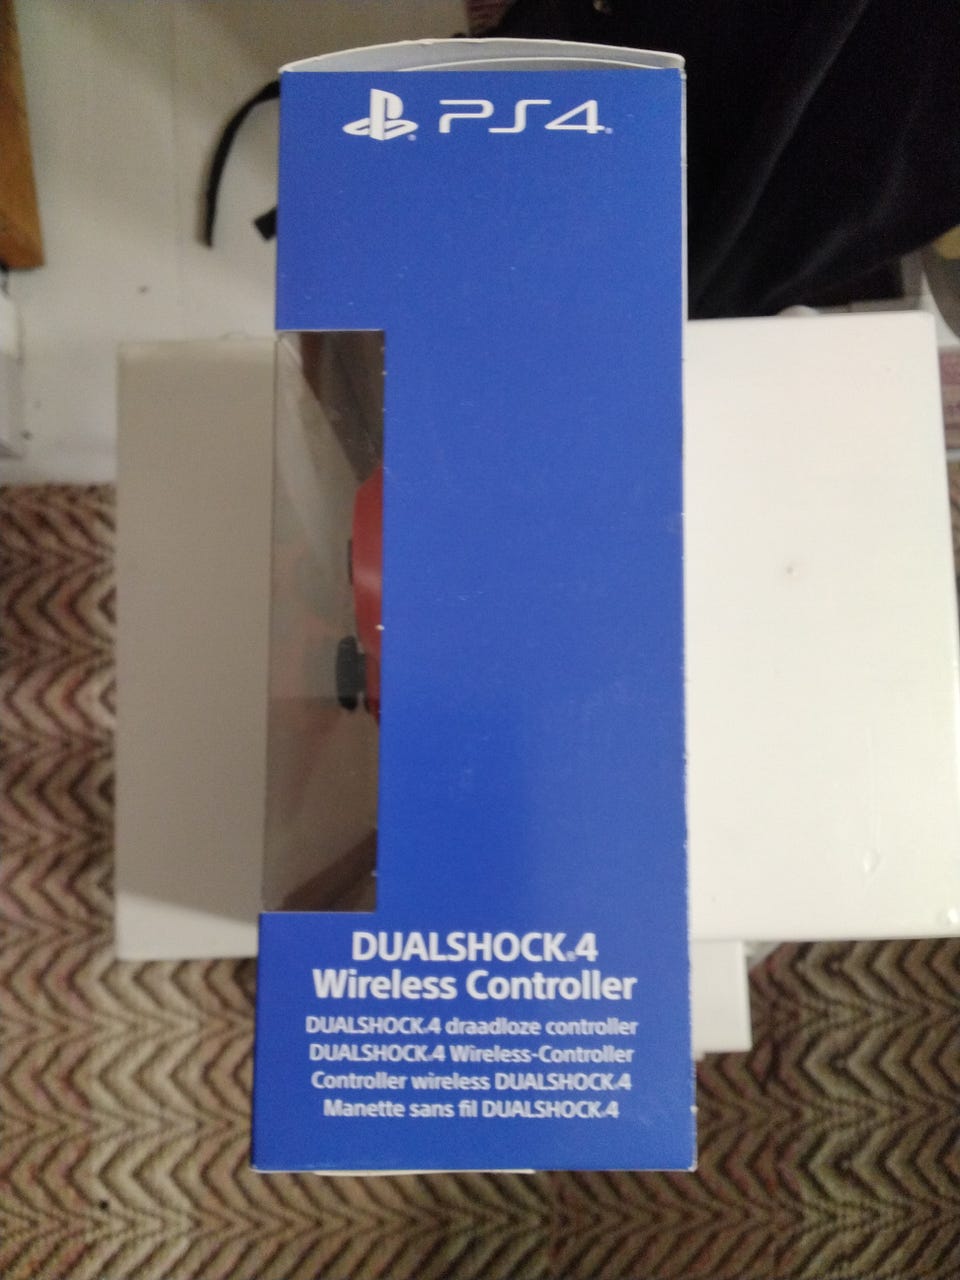 PS4
DUALSHOCK®4
Wireless Controller
DUALSHOCK®4 draadloze controller
DUALSHOCK®4 Wireless-Controller
Controller wireless DUALSHOCK®4
Manette sans fil DUALSHOCK®4